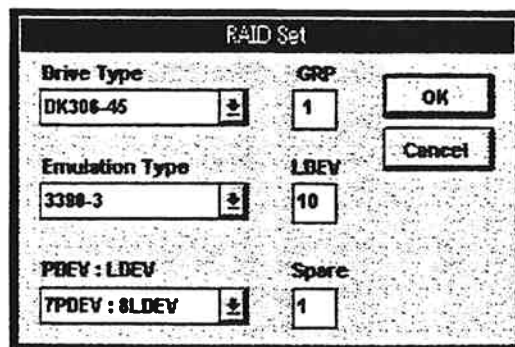 RAID Set
Drive Type
GRP
DK306-45
1
OK
Cancel
Emulation Type
LDEV
3390-3
10
PDEV : LDEV
Spare
7PDEV : 8LDEV
1